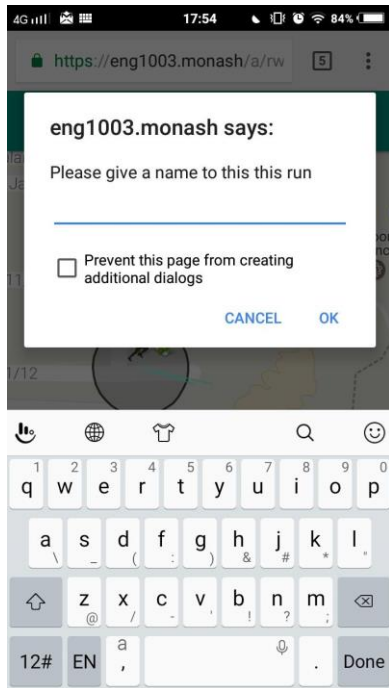 4G 17:54 84%
https://eng1003.monash/a/rw 5
eng1003.monash says:
Please give a name to this this run
Prevent this page from creating
additional dialogs
CANCEL OK
1/12
1 2 3 4 5 6 7 8 9 0
q w e r t y u i o p
a s d f g h j k l
\ _ ( : ) & # * °
z x c v b n m
@ / - ' ! ? ;
12# EN a , . Done